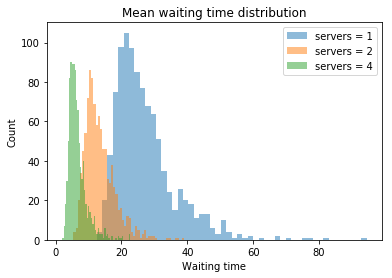 Mean waiting time distribution
servers = 1
servers = 2
servers = 4
Count
100
80
60
40
20
0
0
20
40
60
80
Waiting time